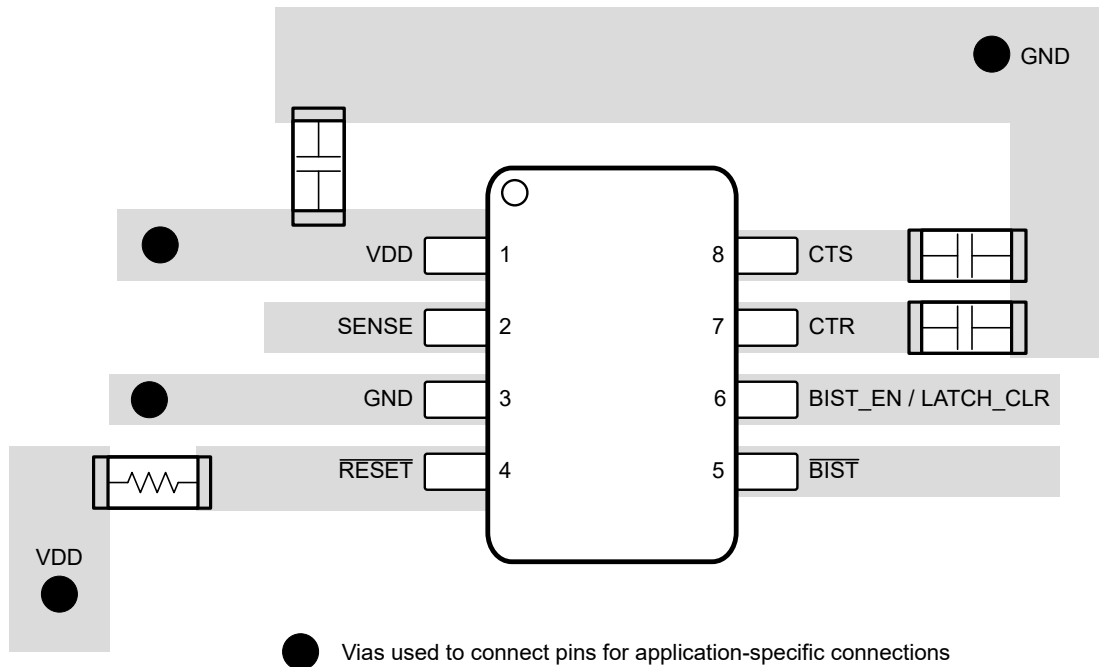 GND
VDD 1 8 CTS
SENSE 2 7 CTR
GND 3 6 BIST_EN / LATCH_CLR
RESET 4 5 BIST
VDD
Vias used to connect pins for application-specific connections